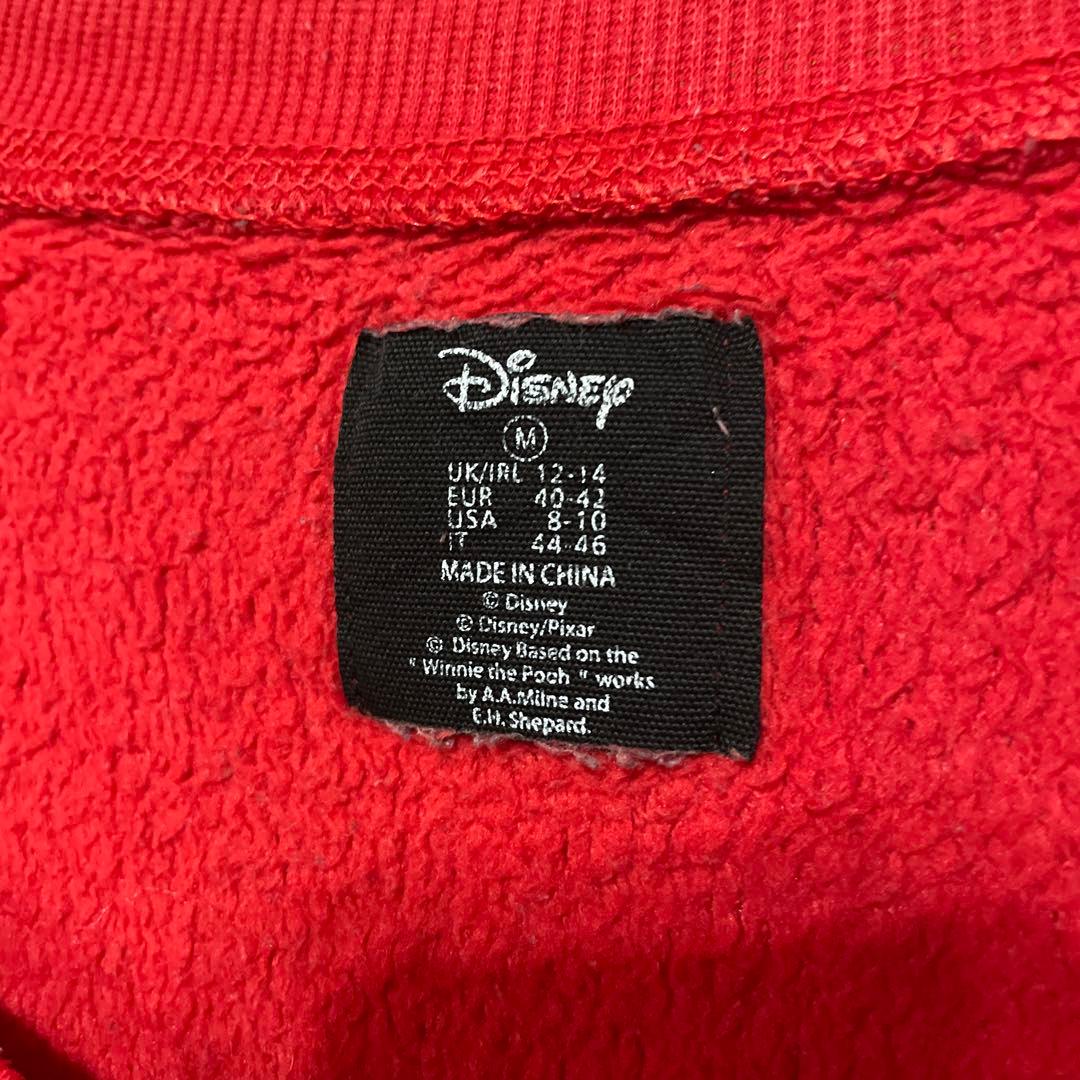 Disney
M
UK/IRL 12-14
EUR 40-42
USA 8-10
IT 44-46
MADE IN CHINA
© Disney
© Disney/Pixar
© Disney Based on the
" Winnie the Pooh " works
by A.A.Milne and
E.H. Shepard.